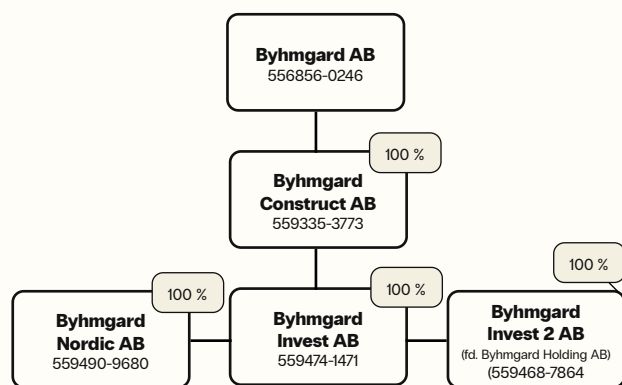 Byhmgard AB
556856-0246
100 %
Byhmgard
Construct AB
559335-3773
100 %
100 %
100 %
Byhmgard
Nordic AB
559490-9680
Byhmgard
Invest AB
559474-1471
Byhmgard
Invest 2 AB
(fd. Byhmgard Holding AB)
(559468-7864